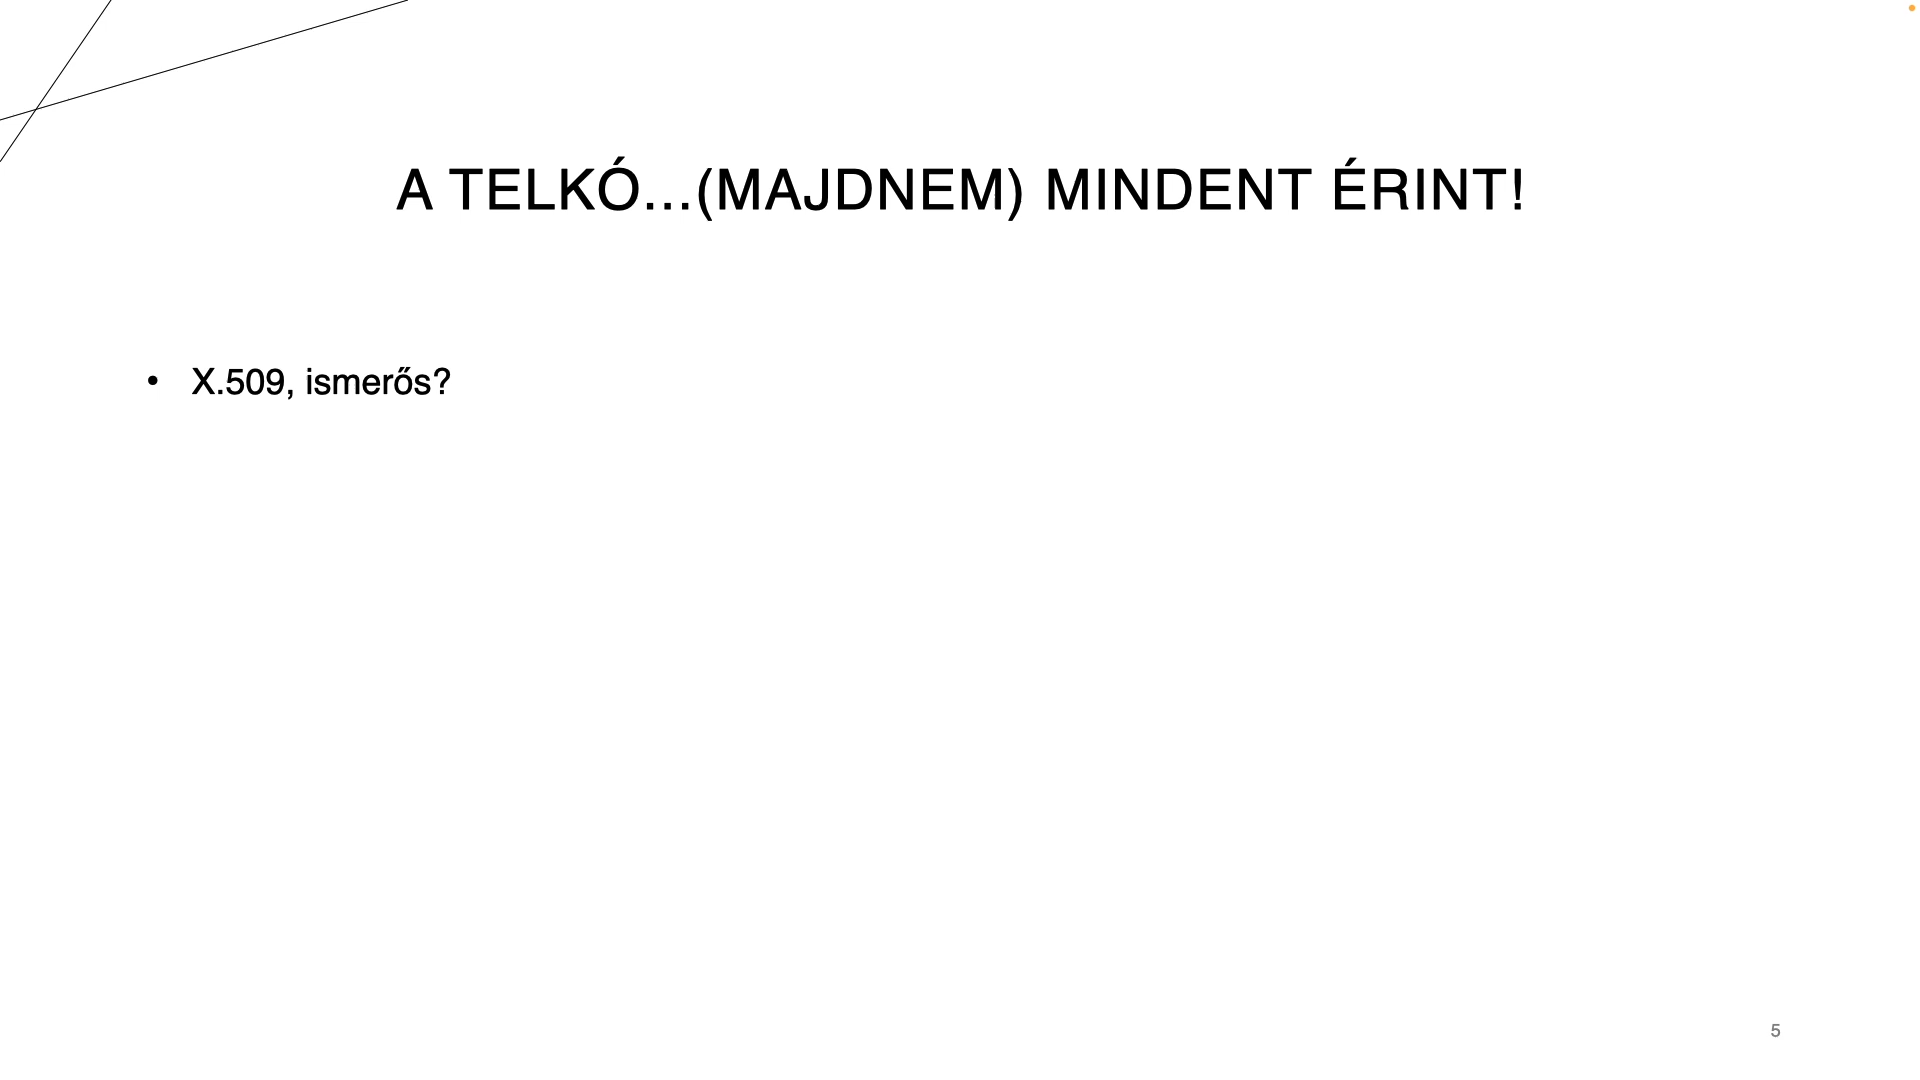 A TELKÓ...(MAJDNEM) MINDENT ÉRINT!
• X.509, ismerős?
5